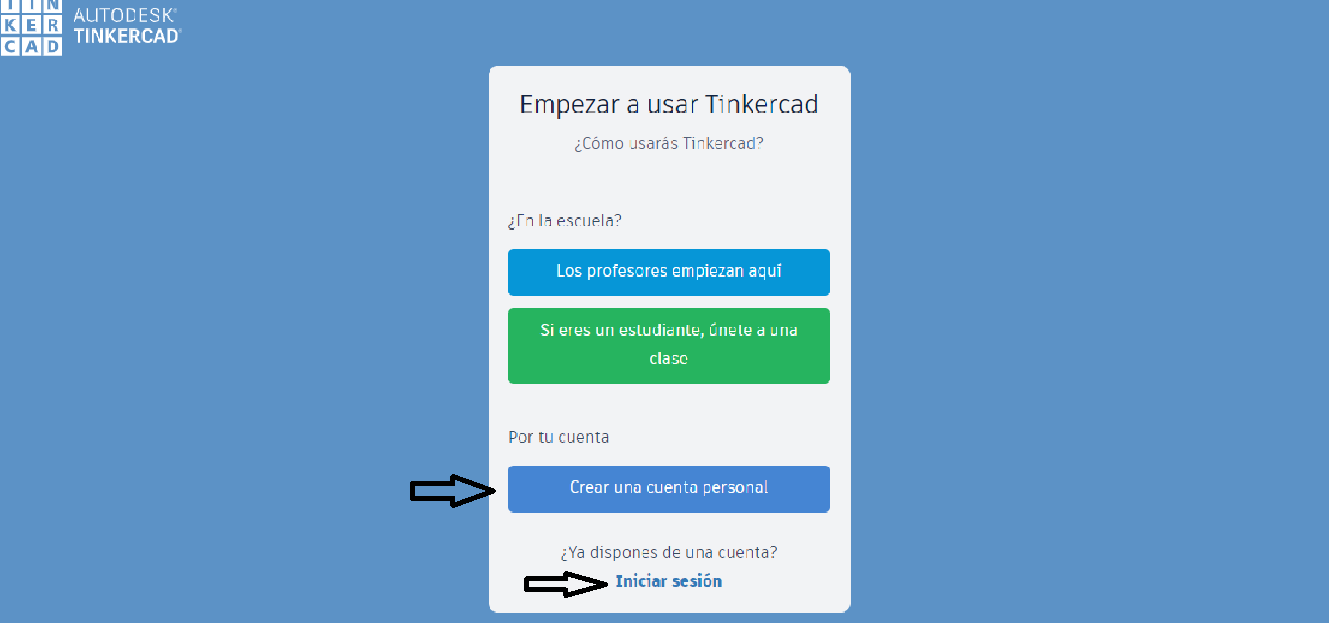 TIN
KER
CAD
AUTODESK®
TINKERCAD®
Empezar a usar Tinkercad
¿Cómo usarás Tinkercad?
¿En la escuela?
Los profesores empiezan aquí
Si eres un estudiante, únete a una
clase
Por tu cuenta
Crear una cuenta personal
¿Ya dispones de una cuenta?
Iniciar sesión